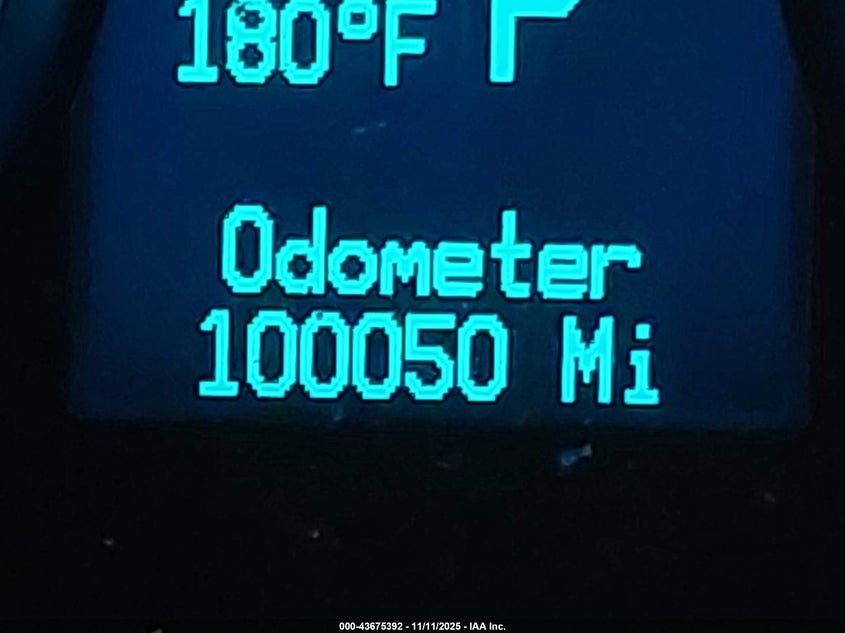 180°F P
Odometer
100050 Mi
000-43675392 - 11/11/2025 - IAA Inc.